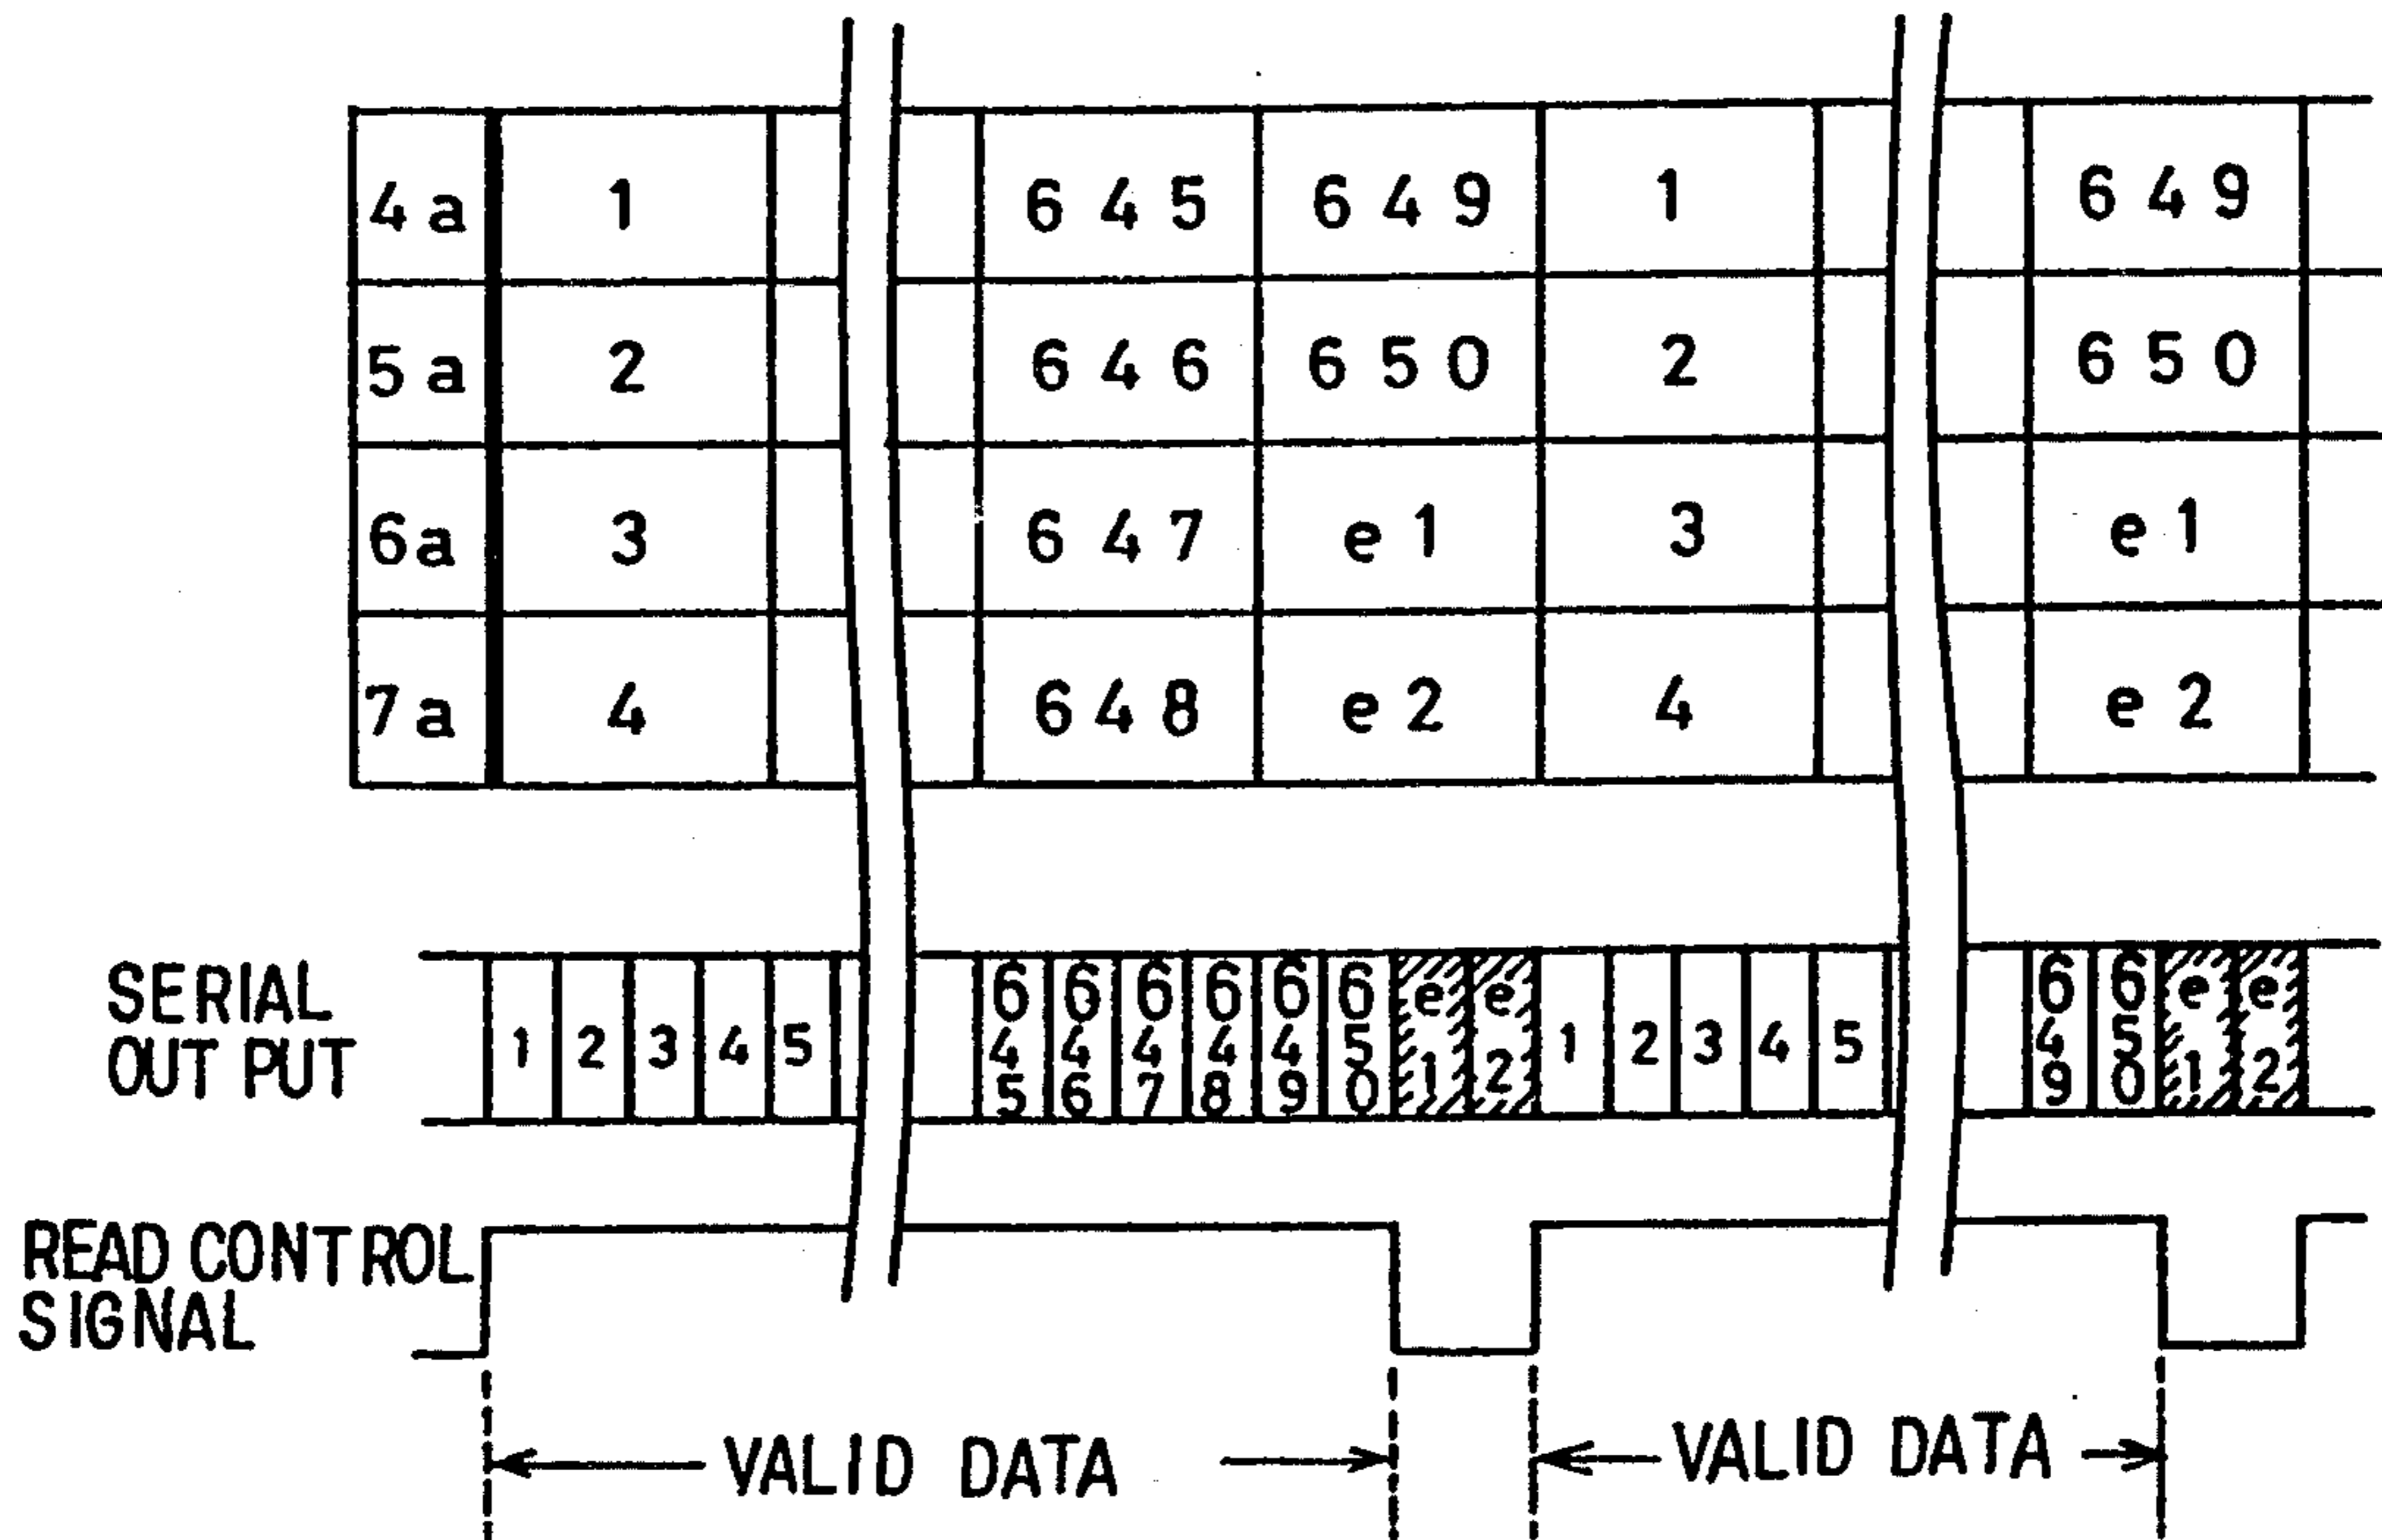 4a 1 645 649 1 649
5a 2 646 650 2 650
6a 3 647 e1 3 e1
7a 4 648 e2 4 e2
SERIAL
OUT PUT
1 2 3 4 5 645 646 647 648 649 650 e1 e2 1 2 3 4 5 649 650 e1 e2
READ CONTROL
SIGNAL
VALID DATA VALID DATA